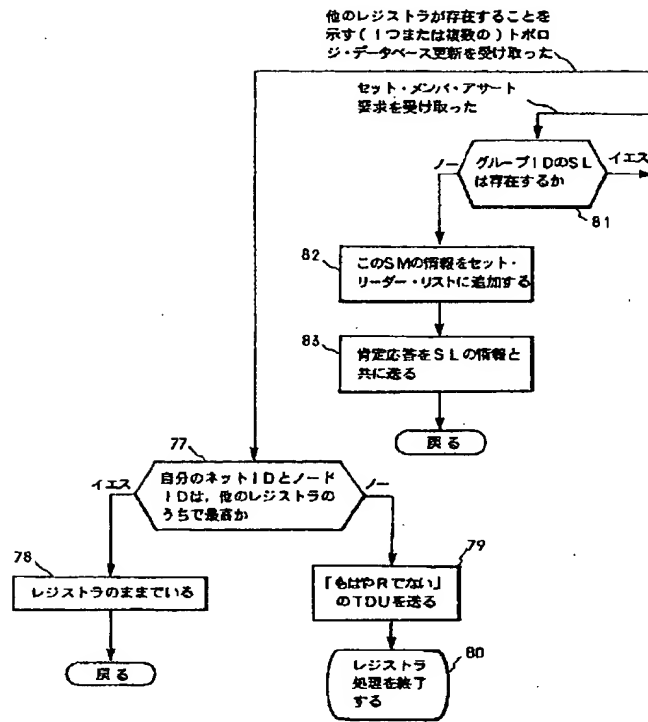 他のレジストラが存在することを
示す(1つまたは複数の)トポロ
ジ・データベース更新を受け取った
セット・メンバ・アサート
要求を受け取った
ノー
グループIDのSL
は存在するか
イエス
81
82
このSMの情報をセット・
リーダー・リストに追加する
83
肯定応答をSLの情報と
共に送る
戻る
77
イエス
自分のネットIDとノード
IDは,他のレジストラの
うちで最高か
ノー
78
レジストラのままでいる
戻る
79
「もはやRでない」
のTDUを送る
80
レジストラ
処理を終了
する